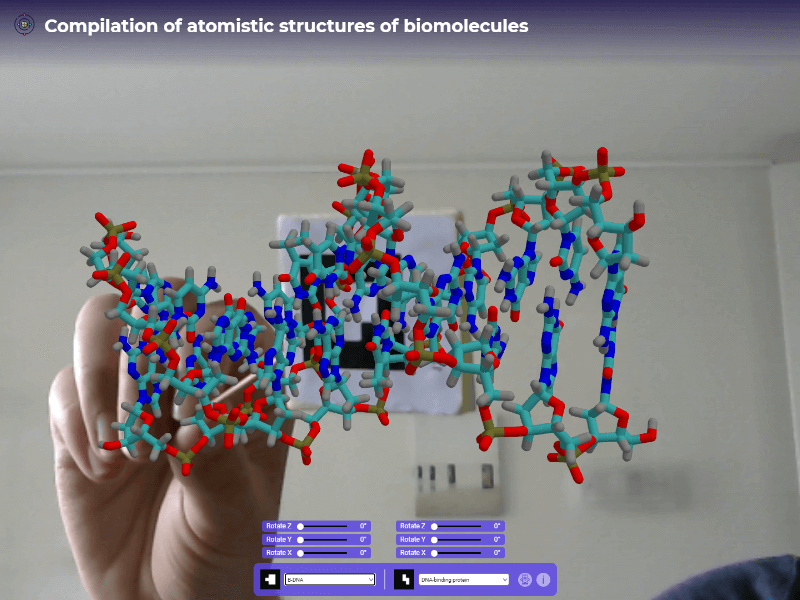 Compilation of atomistic structures of biomolecules
Rotate Z 0° Rotate Z 0°
Rotate Y 0° Rotate Y 0°
Rotate X 0° Rotate X 0°
B-DNA DNA-binding protein